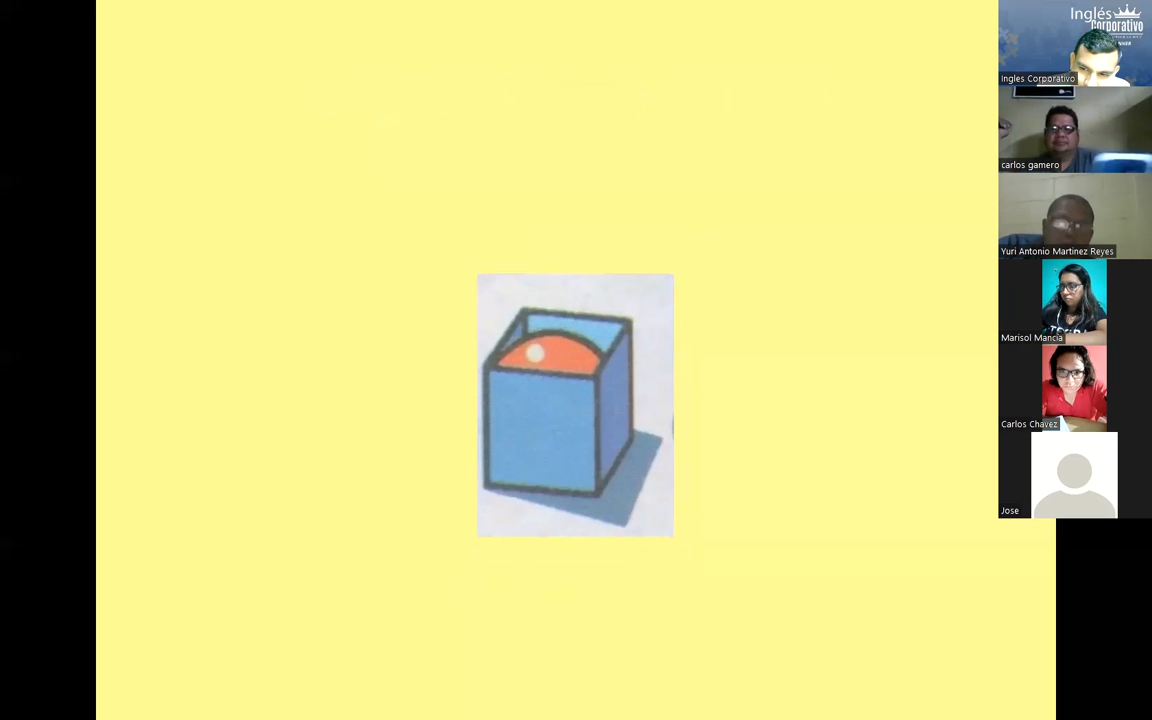 Inglés
Corporativo
Ingles Corporativo
carlos gamero
Yuri Antonio Martinez Reyes
Marisol Mancia
Carlos Chavez
Jose